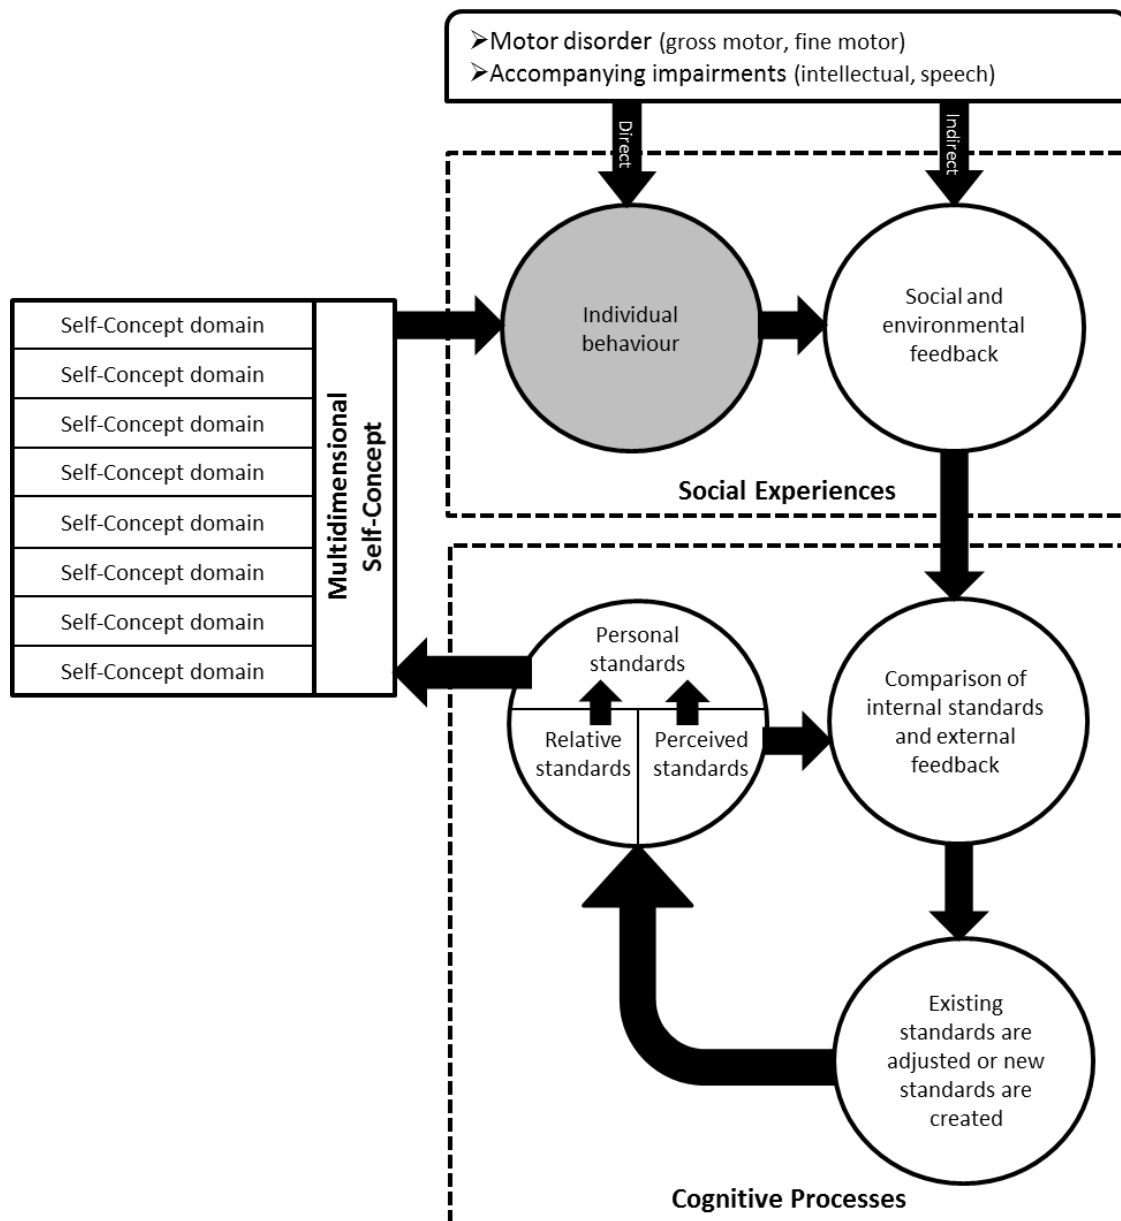 ➢Motor disorder (gross motor, fine motor)
➢Accompanying impairments (intellectual, speech)
Direct
Indirect
Individual
behaviour
Social and
environmental
feedback
Social Experiences
Self-Concept domain
Self-Concept domain
Self-Concept domain
Self-Concept domain
Self-Concept domain
Self-Concept domain
Self-Concept domain
Self-Concept domain
Multidimensional
Self-Concept
Personal
standards
Relative
standards
Perceived
standards
Comparison of
internal standards
and external
feedback
Existing
standards are
adjusted or new
standards are
created
Cognitive Processes